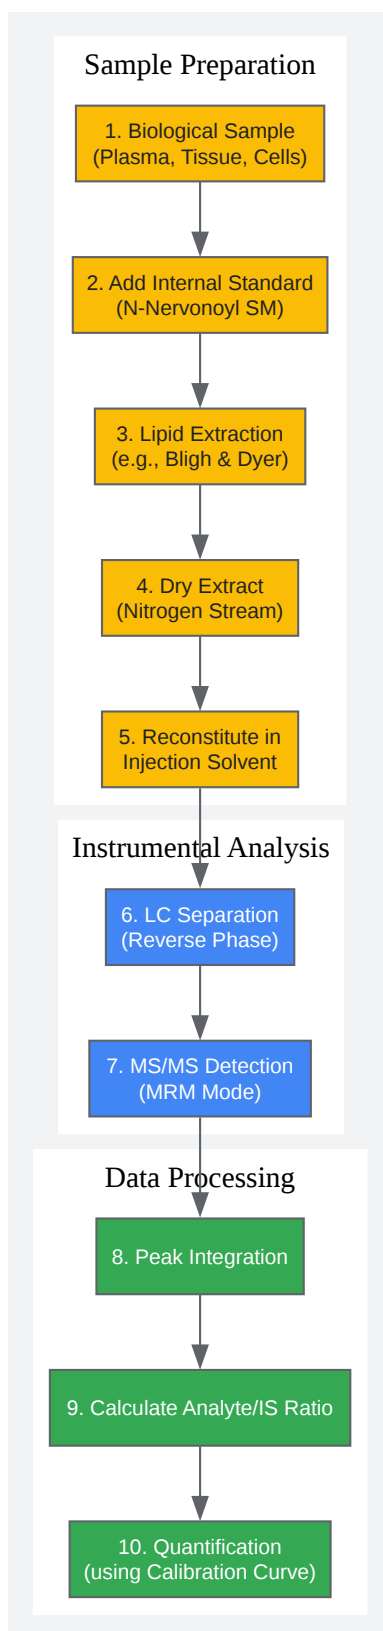 Sample Preparation
1. Biological Sample
(Plasma, Tissue, Cells)
2. Add Internal Standard
(N-Nervonoyl SM)
3. Lipid Extraction
(e.g., Bligh & Dyer)
4. Dry Extract
(Nitrogen Stream)
5. Reconstitute in
Injection Solvent
Instrumental Analysis
6. LC Separation
(Reverse Phase)
7. MS/MS Detection
(MRM Mode)
Data Processing
8. Peak Integration
9. Calculate Analyte/IS Ratio
10. Quantification
(using Calibration Curve)